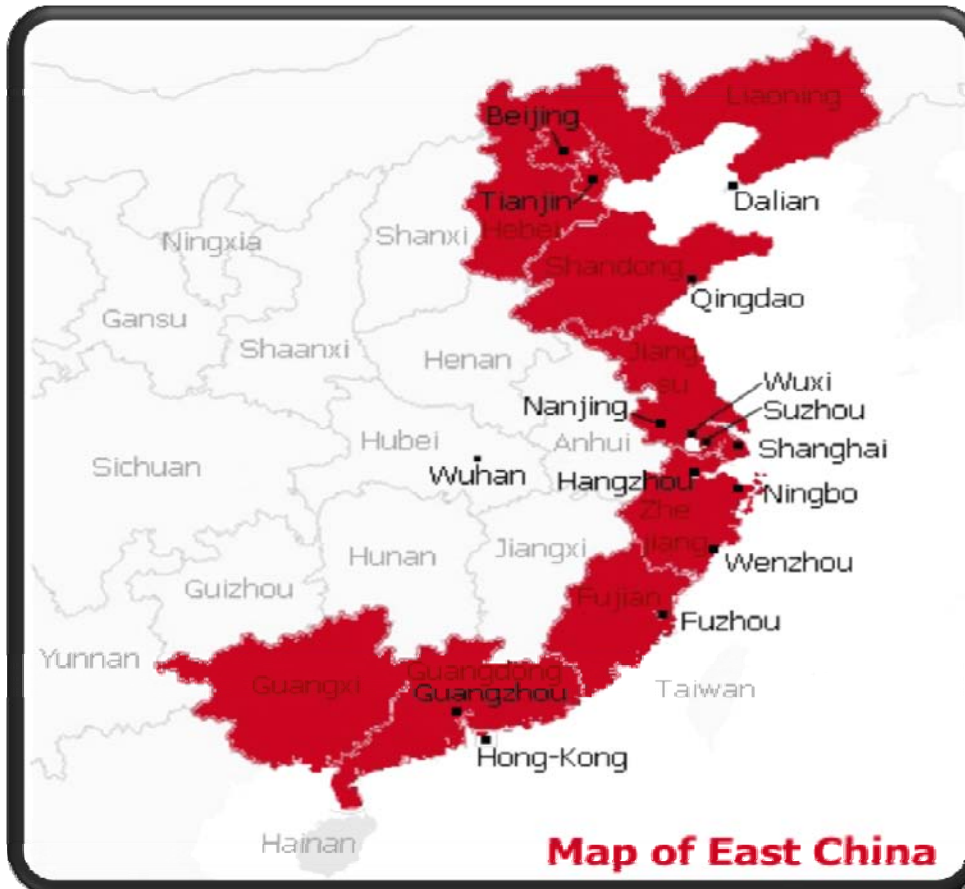 Liaoning
Beijing
Tianjin
Dalian
Hebei
Shanxi
Ningxia
Shandong
Qingdao
Gansu
Shaanxi
Henan
Jiang
su
Wuxi
Suzhou
Nanjing
Hubei
Anhui
Shanghai
Sichuan
Wuhan
Hangzhou
Ningbo
Zhe
jiang
Hunan
Jiangxi
Wenzhou
Guizhou
Fujian
Fuzhou
Yunnan
Guangxi
Guangdong
Guangzhou
Taiwan
Hong-Kong
Hainan
Map of East China